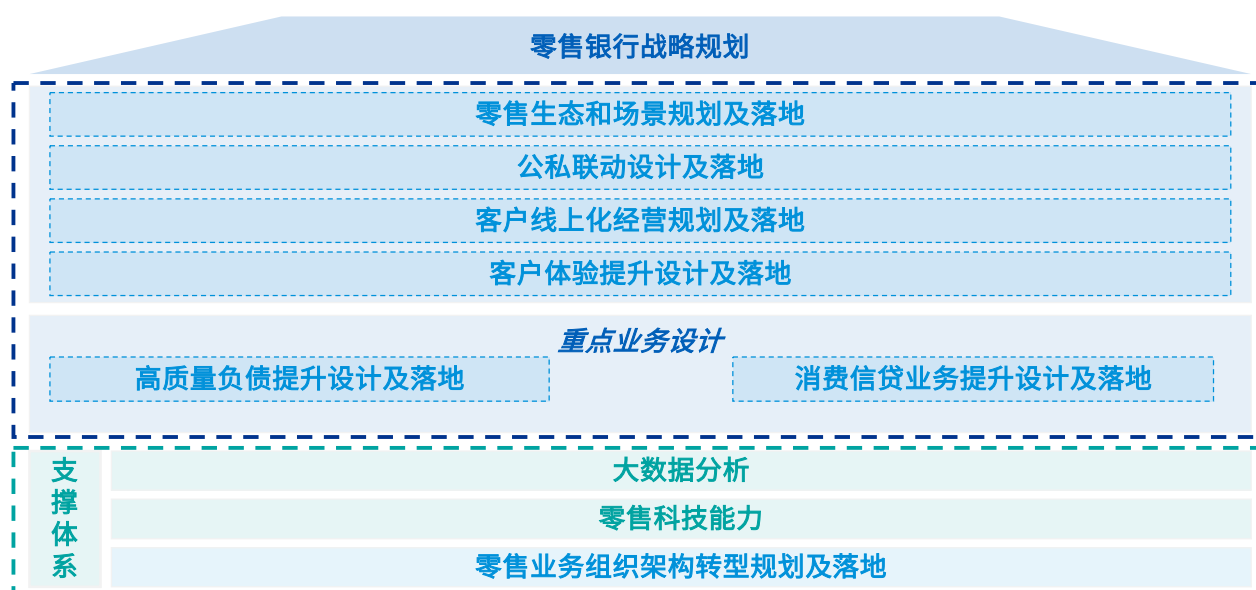 零售银行战略规划
零售生态和场景规划及落地
公私联动设计及落地
客户线上化经营规划及落地
客户体验提升设计及落地
重点业务设计
高质量负债提升设计及落地
消费信贷业务提升设计及落地
支撑体系
大数据分析
零售科技能力
零售业务组织架构转型规划及落地